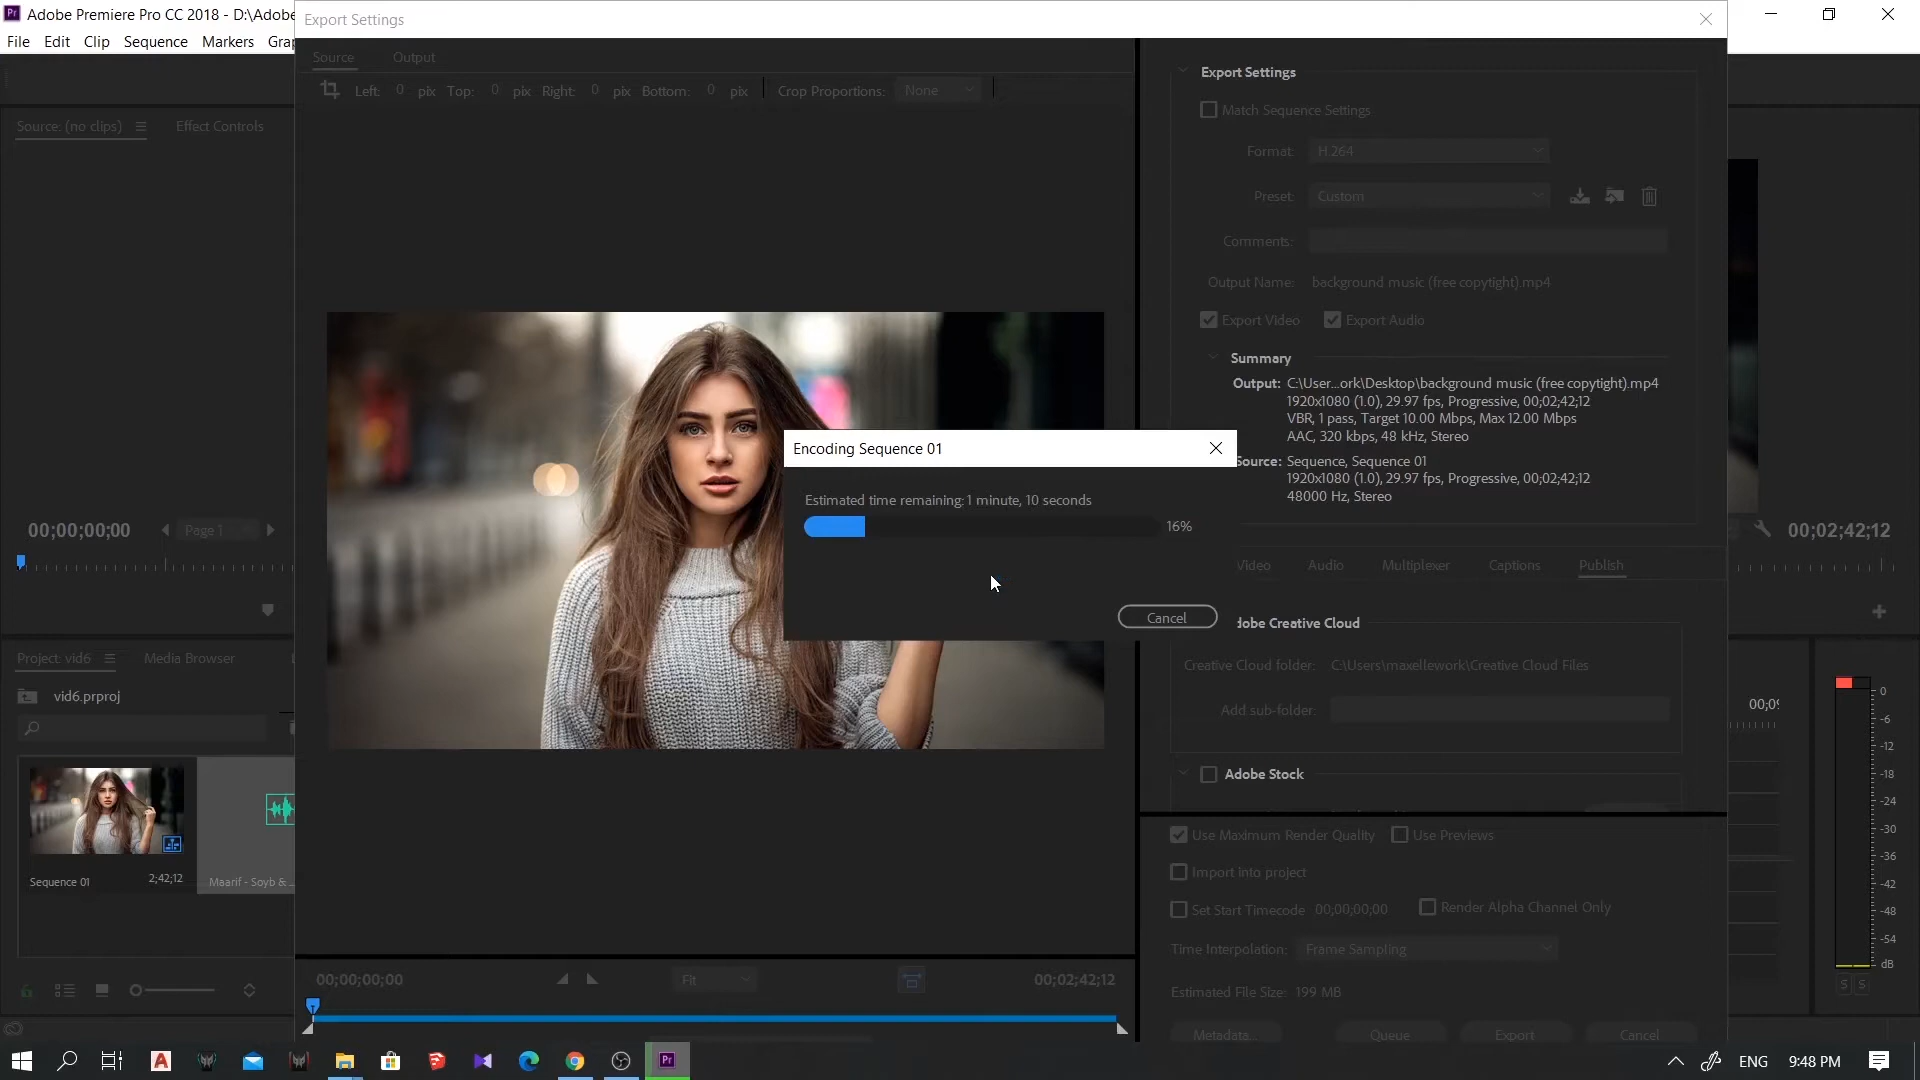 Adobe Premiere Pro CC 2018 - D:\Adobe
Export Settings
File Edit Clip Sequence Markers Grap
Source Output
Left: 0 pix Top: 0 pix Right: 0 pix Bottom: 0 pix Crop Proportions: None
Source: (no clips) Effect Controls
00;00;00;00 Page 1
Export Settings
Match Sequence Settings
Format: H.264
Preset: Custom
Comments:
Output Name: background music (free copytight).mp4
Export Video Export Audio
Summary
Output: C:\User...ork\Desktop\background music (free copytight).mp4
1920x1080 (1.0), 29.97 fps, Progressive, 00;02;42;12
VBR, 1 pass, Target 10.00 Mbps, Max 12.00 Mbps
AAC, 320 kbps, 48 kHz, Stereo
Source: Sequence, Sequence 01
1920x1080 (1.0), 29.97 fps, Progressive, 00;02;42;12
48000 Hz, Stereo
Encoding Sequence 01
Estimated time remaining: 1 minute, 10 seconds
16%
Cancel
00;02;42;12
Video Audio Multiplexer Captions Publish
dobe Creative Cloud
Creative Cloud folder: C:\Users\maxellework\Creative Cloud Files
Add sub-folder:
Adobe Stock
Use Maximum Render Quality Use Previews
Import into project
Set Start Timecode 00;00;00;00 Render Alpha Channel Only
Time Interpolation: Frame Sampling
Estimated File Size: 199 MB
Metadata... Queue Export Cancel
Project: vid6 Media Browser
vid6.prproj
Sequence 01 2;42;12 Maarif - Soyb &...
00;00;00;00 Fit 00;02;42;12
00;09
0
-6
-12
-18
-24
-30
-36
-42
-48
-54
dB
S S
ENG 9:48 PM